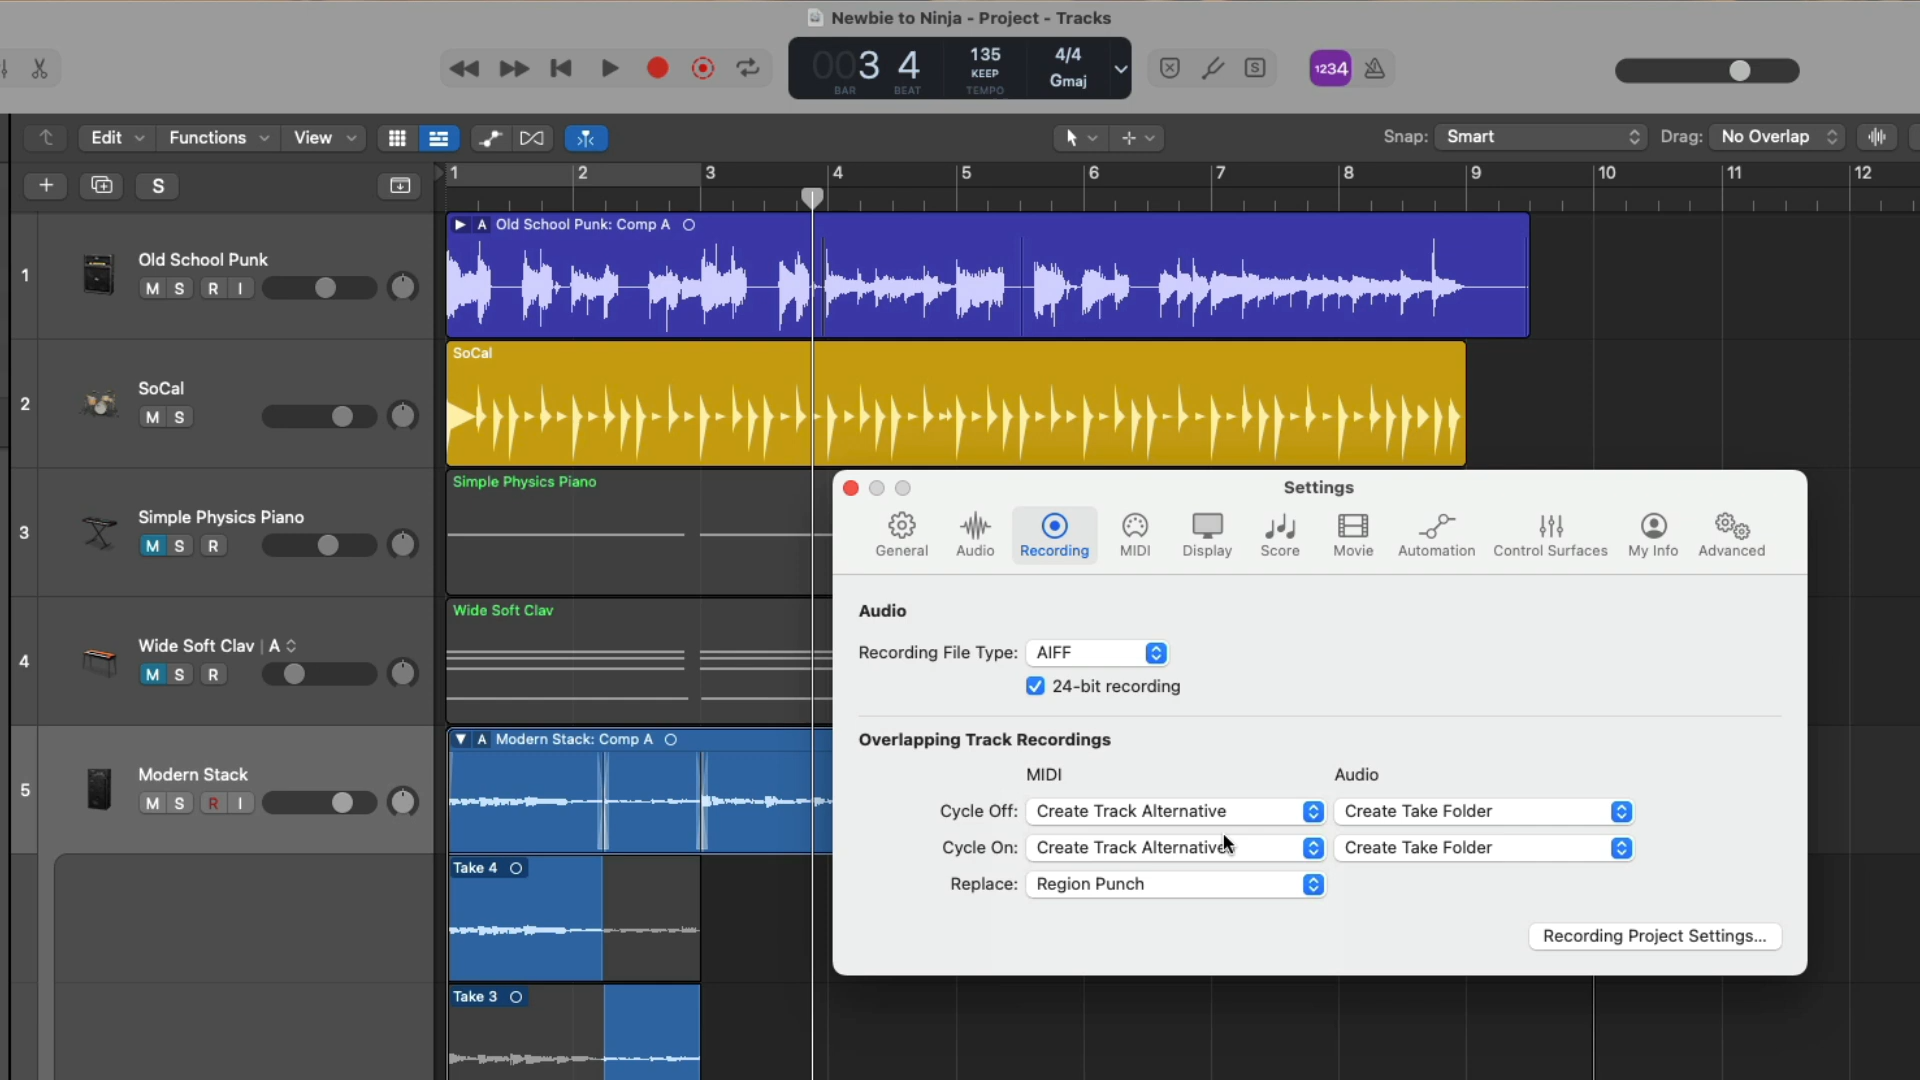 Newbie to Ninja - Project - Tracks
003 4
BAR BEAT
135
KEEP
TEMPO
4/4
Gmaj
S
1234
Edit Functions View
Snap: Smart Drag: No Overlap
S
1 2 3 4 5 6 7 8 9 10 11 12
1
Old School Punk
M S R I
A Old School Punk: Comp A
2
SoCal
M S
SoCal
3
Simple Physics Piano
M S R
Simple Physics Piano
4
Wide Soft Clav | A
M S R
Wide Soft Clav
5
Modern Stack
M S R I
A Modern Stack: Comp A
Take 4
Take 3
Settings
General Audio Recording MIDI Display Score Movie Automation Control Surfaces My Info Advanced
Audio
Recording File Type: AIFF
24-bit recording
Overlapping Track Recordings
MIDI Audio
Cycle Off: Create Track Alternative Create Take Folder
Cycle On: Create Track Alternative Create Take Folder
Replace: Region Punch
Recording Project Settings...